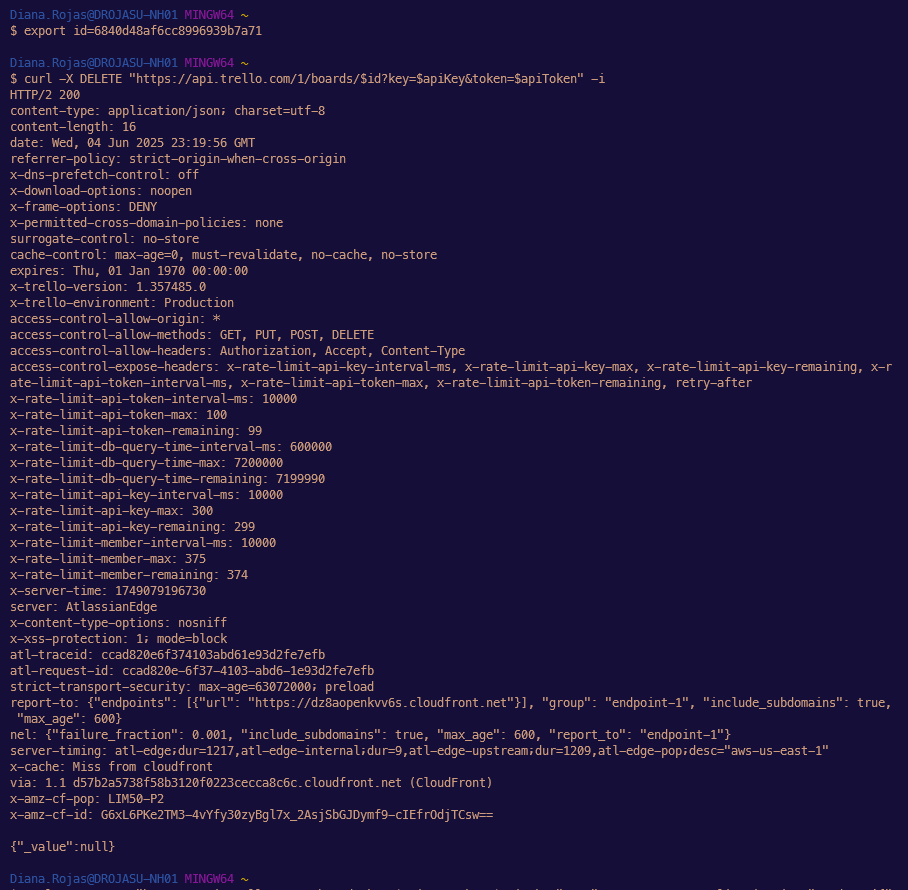 Diana.Rojas@DROJASU-NH01 MINGW64 ~
$ export id=6840d48af6cc8996939b7a71
Diana.Rojas@DROJASU-NH01 MINGW64 ~
$ curl -X DELETE "https://api.trello.com/1/boards/$id?key=$apiKey&token=$apiToken" -i
HTTP/2 200
content-type: application/json; charset=utf-8
content-length: 16
date: Wed, 04 Jun 2025 23:19:56 GMT
referrer-policy: strict-origin-when-cross-origin
x-dns-prefetch-control: off
x-download-options: noopen
x-frame-options: DENY
x-permitted-cross-domain-policies: none
surrogate-control: no-store
cache-control: max-age=0, must-revalidate, no-cache, no-store
expires: Thu, 01 Jan 1970 00:00:00
x-trello-version: 1.357485.0
x-trello-environment: Production
access-control-allow-origin: *
access-control-allow-methods: GET, PUT, POST, DELETE
access-control-allow-headers: Authorization, Accept, Content-Type
access-control-expose-headers: x-rate-limit-api-key-interval-ms, x-rate-limit-api-key-max, x-rate-limit-api-key-remaining, x-r
ate-limit-api-token-interval-ms, x-rate-limit-api-token-max, x-rate-limit-api-token-remaining, retry-after
x-rate-limit-api-token-interval-ms: 10000
x-rate-limit-api-token-max: 100
x-rate-limit-api-token-remaining: 99
x-rate-limit-db-query-time-interval-ms: 600000
x-rate-limit-db-query-time-max: 7200000
x-rate-limit-db-query-time-remaining: 7199990
x-rate-limit-api-key-interval-ms: 10000
x-rate-limit-api-key-max: 300
x-rate-limit-api-key-remaining: 299
x-rate-limit-member-interval-ms: 10000
x-rate-limit-member-max: 375
x-rate-limit-member-remaining: 374
x-server-time: 1749079196730
server: AtlassianEdge
x-content-type-options: nosniff
x-xss-protection: 1; mode=block
atl-traceid: ccad820e6f374103abd61e93d2fe7efb
atl-request-id: ccad820e-6f37-4103-abd6-1e93d2fe7efb
strict-transport-security: max-age=63072000; preload
report-to: {"endpoints": [{"url": "https://dz8aopenkvv6s.cloudfront.net"}], "group": "endpoint-1", "include_subdomains": true,
"max_age": 600}
nel: {"failure_fraction": 0.001, "include_subdomains": true, "max_age": 600, "report_to": "endpoint-1"}
server-timing: atl-edge;dur=1217,atl-edge-internal;dur=9,atl-edge-upstream;dur=1209,atl-edge-pop;desc="aws-us-east-1"
x-cache: Miss from cloudfront
via: 1.1 d57b2a5738f58b3120f0223cecca8c6c.cloudfront.net (CloudFront)
x-amz-cf-pop: LIM50-P2
x-amz-cf-id: G6xL6PKe2TM3-4vYfy30zyBgl7x_2AsjSbGJDymf9-cIEfrOdjTCsw==
{"_value":null}
Diana.Rojas@DROJASU-NH01 MINGW64 ~